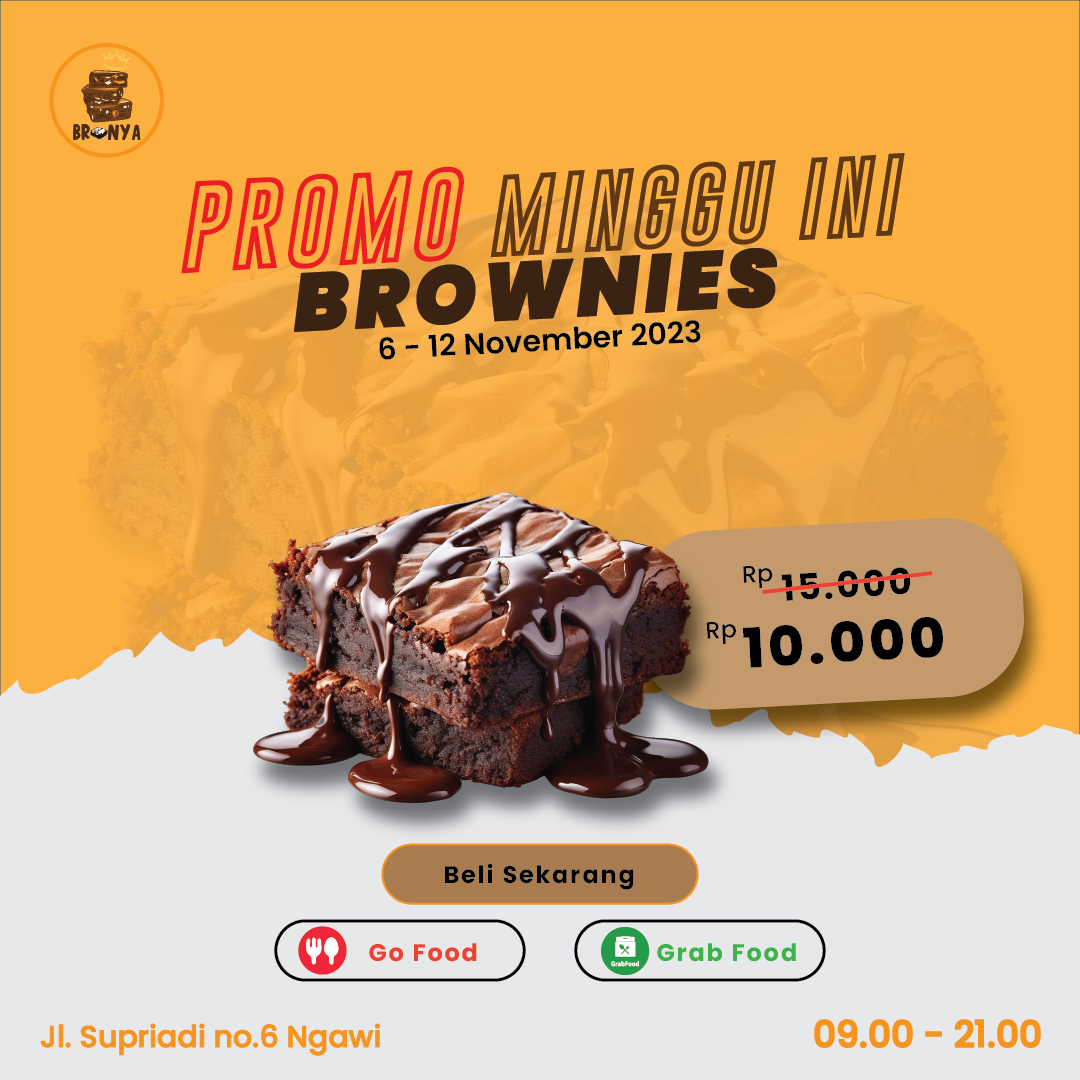 BRONYA
PROMO MINGGU INI
BROWNIES
6 - 12 November 2023
Rp 15.000
Rp 10.000
Beli Sekarang
Go Food
GrabFood
Grab Food
Jl. Supriadi no.6 Ngawi
09.00 - 21.00